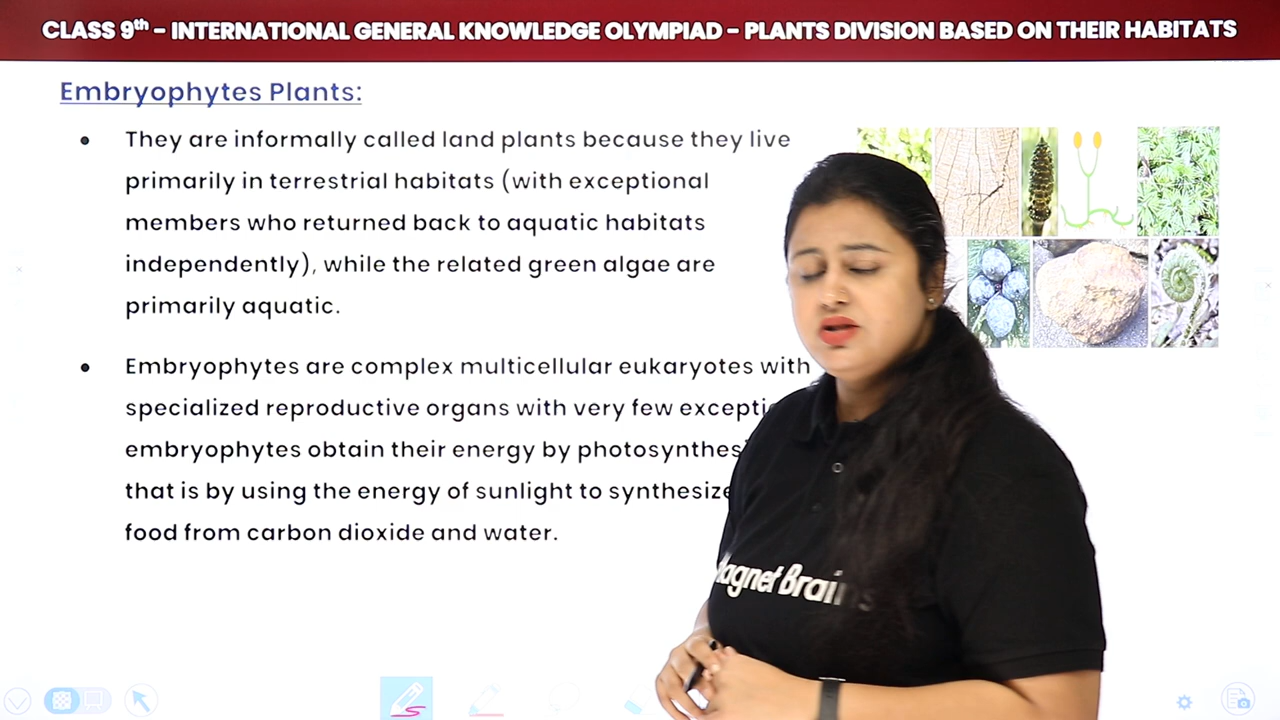 CLASS 9th - INTERNATIONAL GENERAL KNOWLEDGE OLYMPIAD - PLANTS DIVISION BASED ON THEIR HABITATS
Embryophytes Plants:
• They are informally called land plants because they live
primarily in terrestrial habitats (with exceptional
members who returned back to aquatic habitats
independently), while the related green algae are
primarily aquatic.
• Embryophytes are complex multicellular eukaryotes with
specialized reproductive organs with very few
embryophytes obtain their energy by
that is by using the energy of sunlight to
food from carbon dioxide and water.
Brains